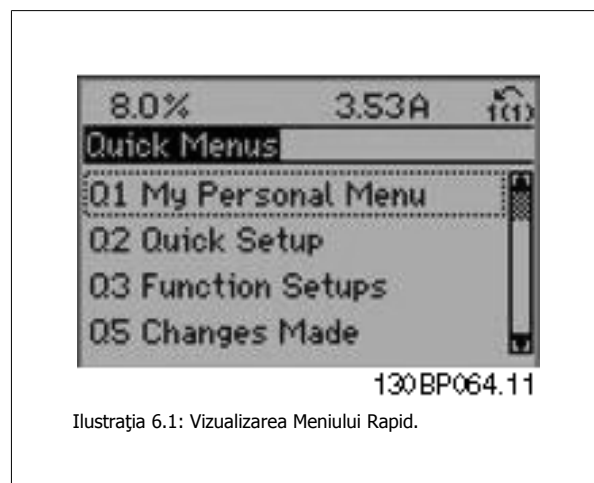 8.0% 3.53A 1(1)
Quick Menus
Q1 My Personal Menu
Q2 Quick Setup
Q3 Function Setups
Q5 Changes Made
130BP064.11
Ilustraţia 6.1: Vizualizarea Meniului Rapid.